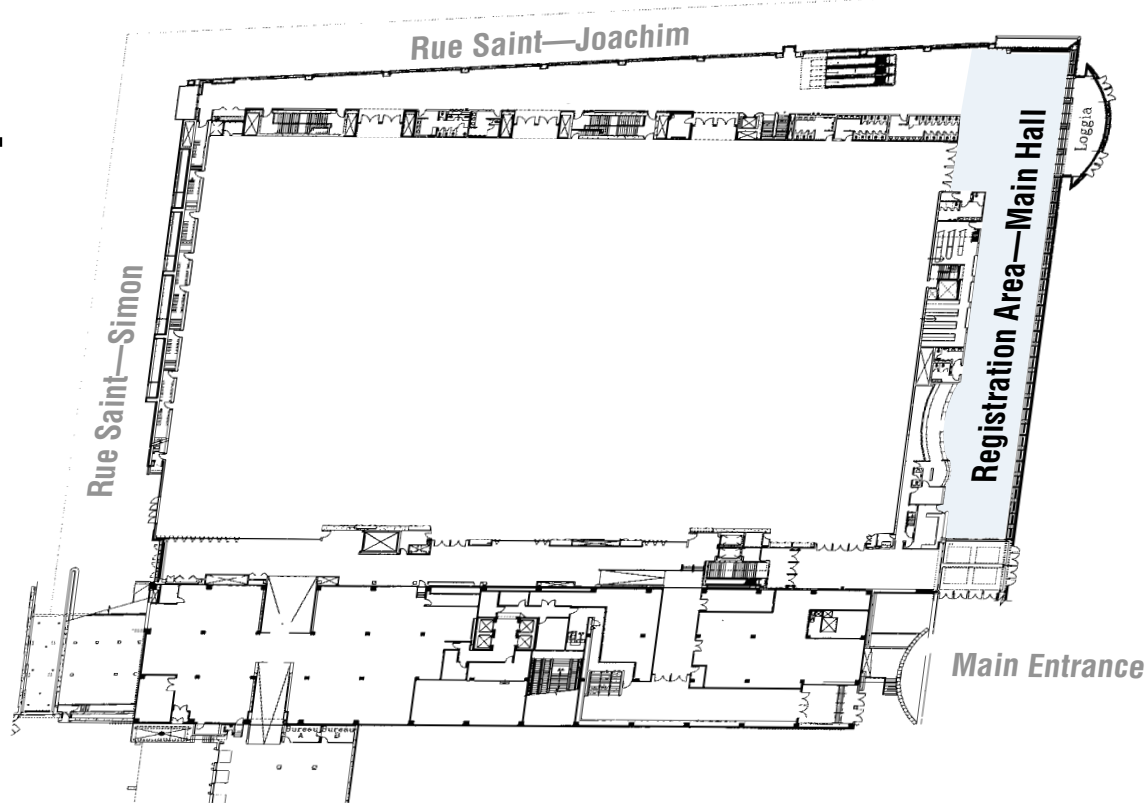 Rue Saint—Joachim
Loggia
Registration Area—Main Hall
Rue Saint—Simon
Main Entrance
Bureau Bureau
A B